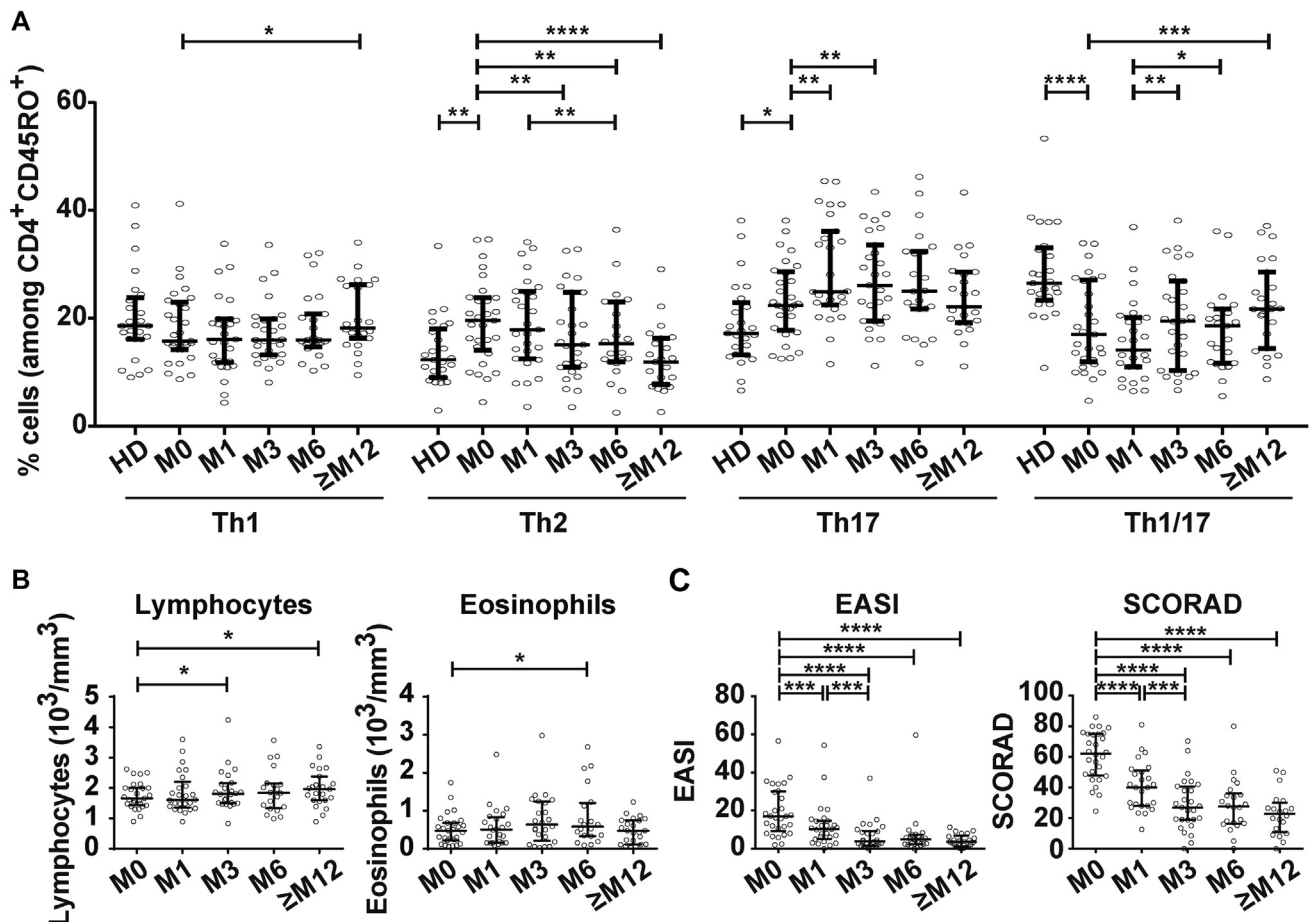 A
* **** ** ** ** ** ** ** * *** * ** ****
% cells (among CD4+CD45RO+)
60
40
20
0
HD M0 M1 M3 M6 ≥M12 HD M0 M1 M3 M6 ≥M12 HD M0 M1 M3 M6 ≥M12 HD M0 M1 M3 M6 ≥M12
Th1 Th2 Th17 Th1/17
B
Lymphocytes
* *
Lymphocytes (10³/mm³)
5
4
3
2
1
0
M0 M1 M3 M6 ≥M12
Eosinophils
*
Eosinophils (10³/mm³)
4
3
2
1
0
M0 M1 M3 M6 ≥M12
C
EASI
****
****
****
*** ***
EASI
80
60
40
20
0
M0 M1 M3 M6 ≥M12
SCORAD
****
****
****
**** ***
SCORAD
100
80
60
40
20
0
M0 M1 M3 M6 ≥M12